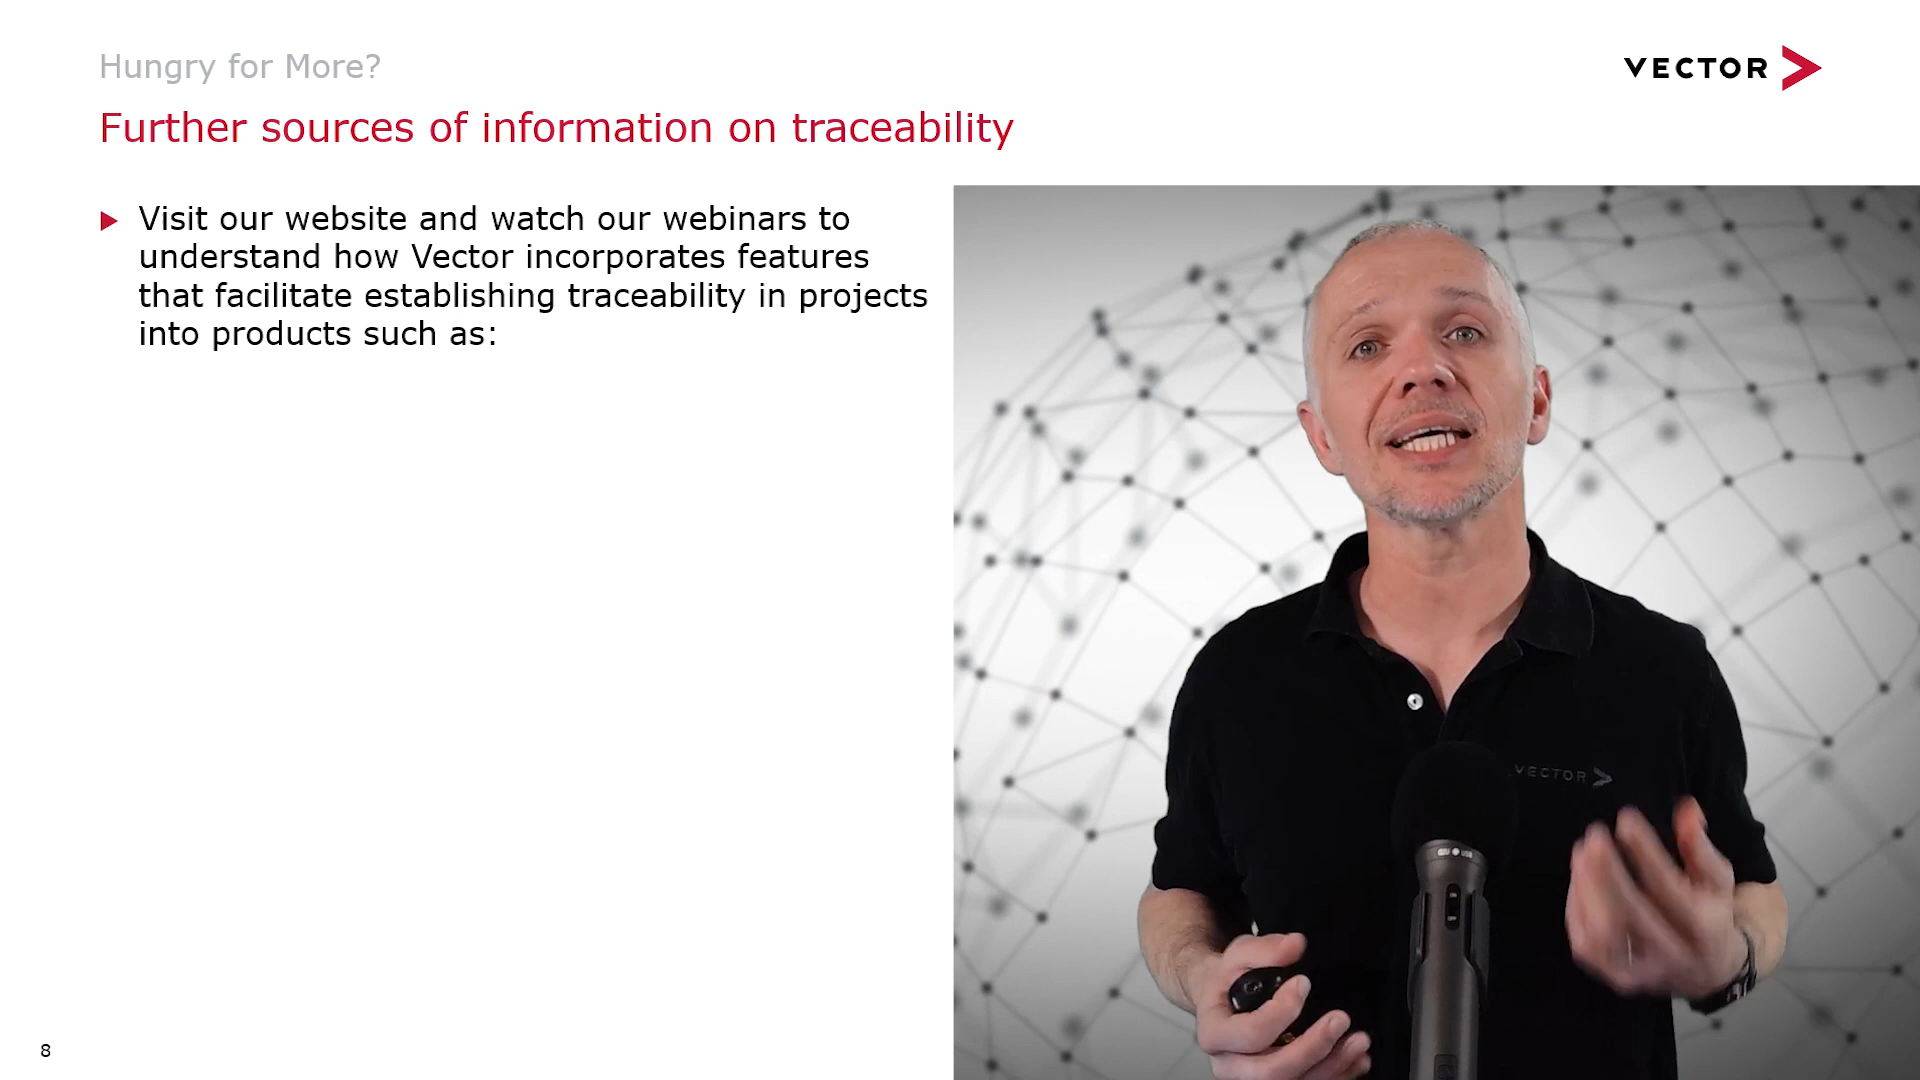 Hungry for More?
VECTOR
Further sources of information on traceability
Visit our website and watch our webinars to
understand how Vector incorporates features
that facilitate establishing traceability in projects
into products such as:
VECTOR
8